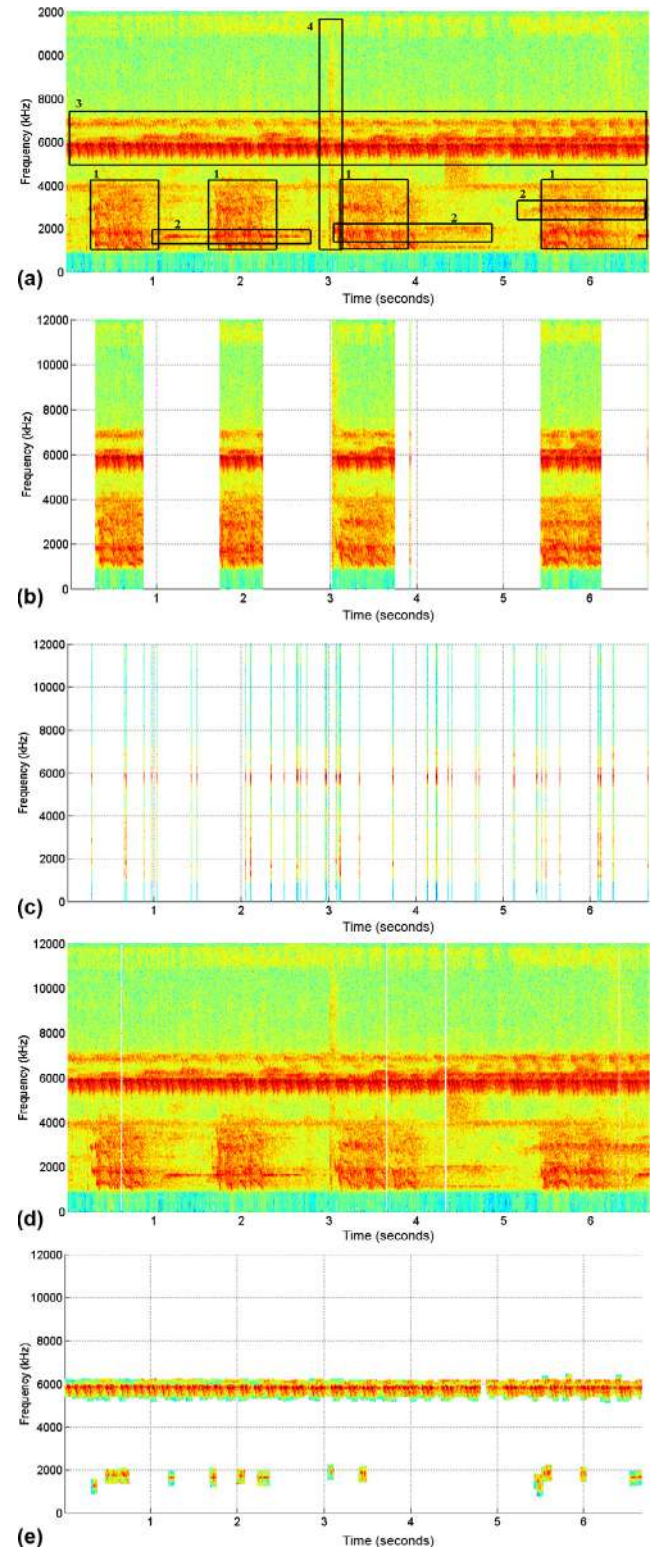 2000
4
0000
8000
3
6000
1 1 1
4000
2
2 2
2000
0
Frequency (kHz)
1 2 3 4 5 6
(a) Time (seconds)
12000
10000
8000
6000
4000
2000
0
Frequency (kHz)
1 2 3 4 5 6
(b) Time (seconds)
12000
10000
8000
6000
4000
2000
0
Frequency (kHz)
1 2 3 4 5 6
(c) Time (seconds)
12000
10000
8000
6000
4000
2000
0
Frequency (kHz)
1 2 3 4 5 6
(d) Time (seconds)
12000
10000
8000
6000
4000
2000
0
Frequency (kHz)
1 2 3 4 5 6
(e) Time (seconds)